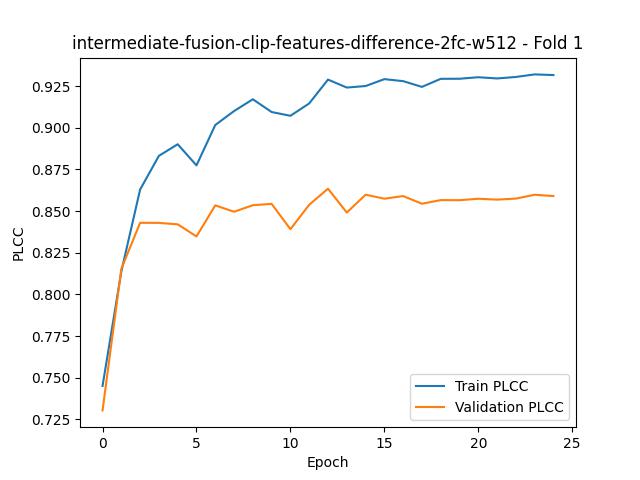 intermediate-fusion-clip-features-difference-2fc-w512 - Fold 1
PLCC
0.925
0.900
0.875
0.850
0.825
0.800
0.775
0.750
0.725
0 5 10 15 20 25
Epoch
Train PLCC
Validation PLCC